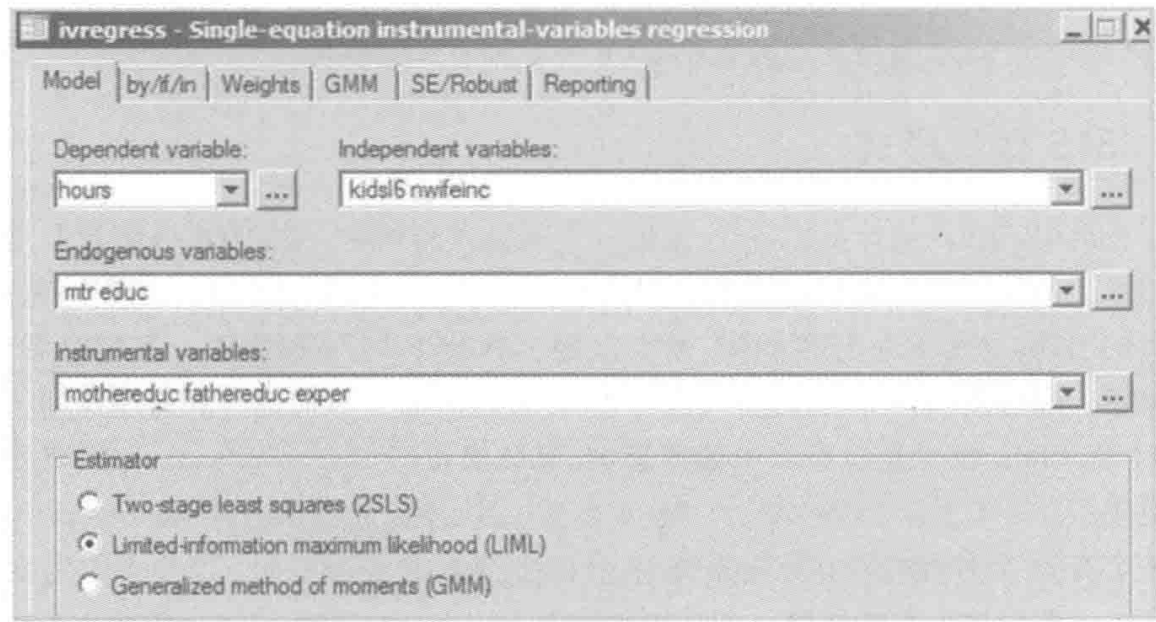 ivregress - Single-equation instrumental-variables regression
Model by/if/in Weights GMM SE/Robust Reporting
Dependent variable: Independent variables:
hours ... kidsl6 nwifeinc ...
Endogenous variables:
mtr educ ...
Instrumental variables:
mothereduc fathereduc exper ...
Estimator
Two-stage least squares (2SLS)
Limited-information maximum likelihood (LIML)
Generalized method of moments (GMM)